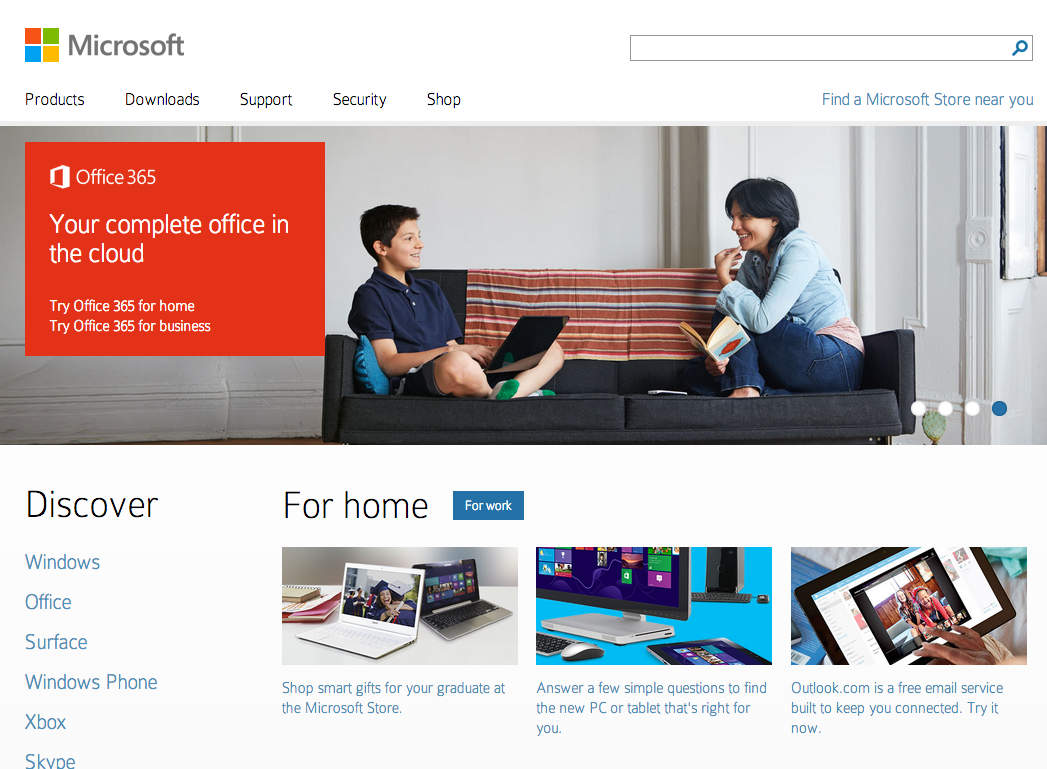 Microsoft
Products Downloads Support Security Shop Find a Microsoft Store near you
Office 365
Your complete office in
the cloud
Try Office 365 for home
Try Office 365 for business
Discover
Windows
Office
Surface
Windows Phone
Xbox
Skype
For home For work
Shop smart gifts for your graduate at
the Microsoft Store.
Answer a few simple questions to find
the new PC or tablet that's right for
you.
Outlook.com is a free email service
built to keep you connected. Try it
now.